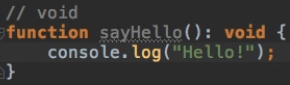 // void
function sayHello(): void {
    console.log("Hello!");
}